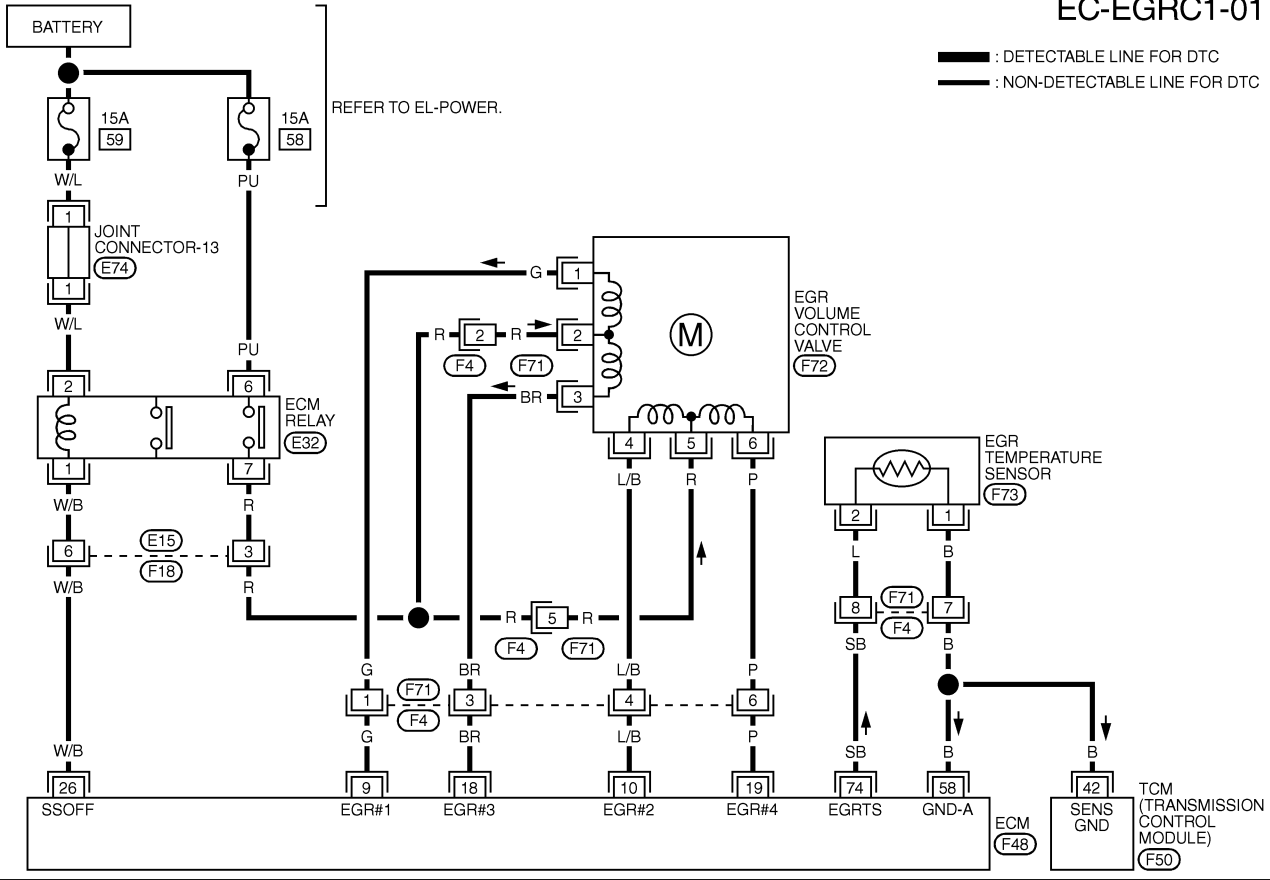 EC-EGRC1-01
BATTERY
: DETECTABLE LINE FOR DTC
: NON-DETECTABLE LINE FOR DTC
REFER TO EL-POWER.
15A
59
15A
58
W/L
PU
1
JOINT
CONNECTOR-13
E74
1
W/L
PU
2
6
ECM
RELAY
E32
1
7
W/B
R
6
E15
F18
3
W/B
R
G
1
R
2
R
2
F4
F71
BR
3
M
EGR
VOLUME
CONTROL
VALVE
F72
4
5
6
L/B
R
P
EGR
TEMPERATURE
SENSOR
F73
2
1
L
B
8
F71
F4
7
SB
B
R
5
R
F4
F71
G
BR
L/B
P
1
F71
F4
3
4
6
G
BR
L/B
P
W/B
SB
B
B
26
9
18
10
19
74
58
42
SSOFF
EGR#1
EGR#3
EGR#2
EGR#4
EGRTS
GND-A
ECM
F48
SENS
GND
TCM
(TRANSMISSION
CONTROL
MODULE)
F50